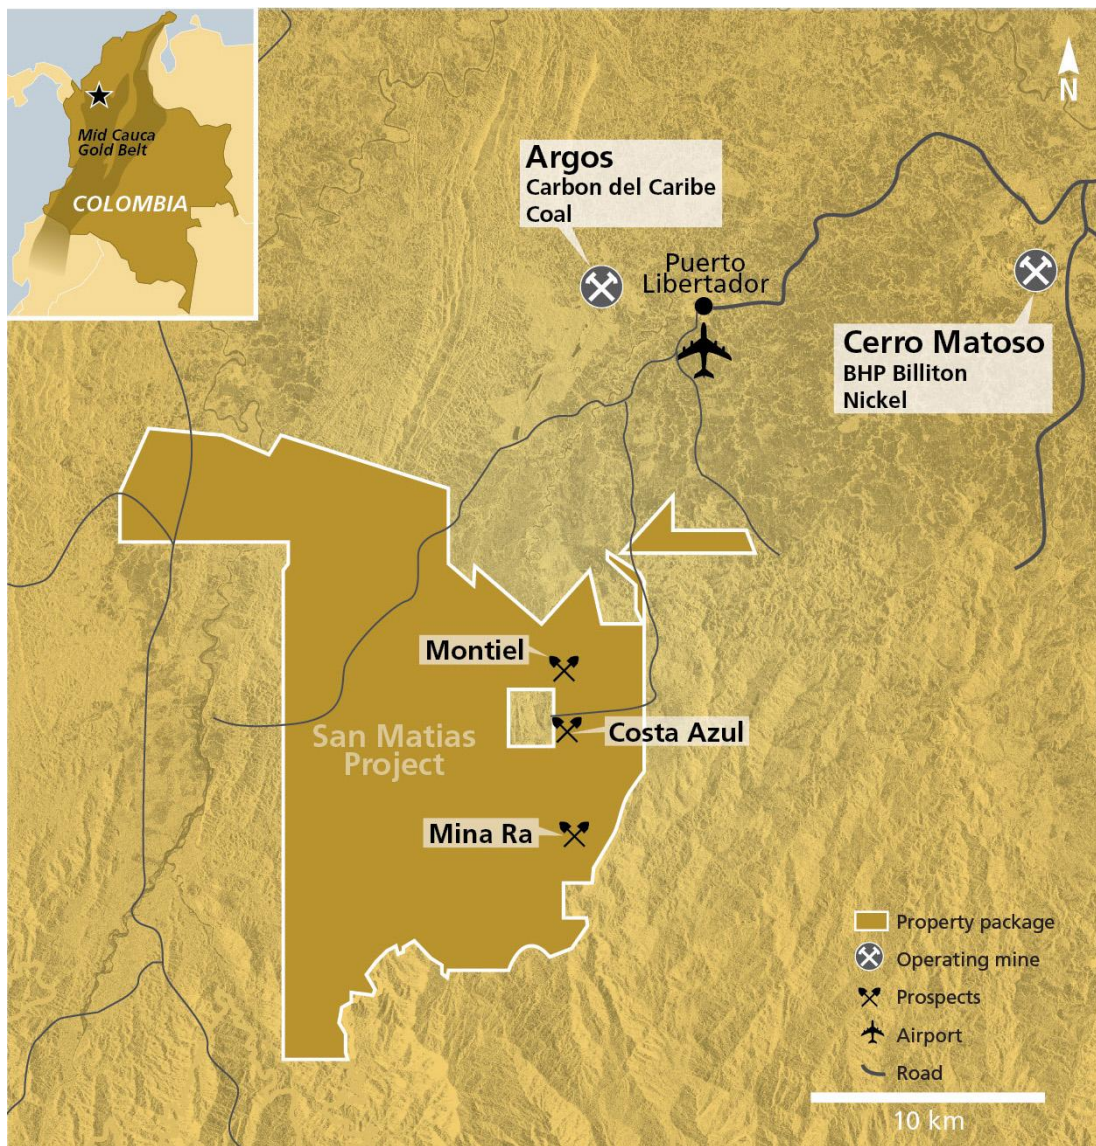 Mid Cauca
Gold Belt
COLOMBIA
N
Argos
Carbon del Caribe
Coal
Puerto
Libertador
Cerro Matoso
BHP Billiton
Nickel
Montiel
San Matias
Project
Costa Azul
Mina Ra
Property package
Operating mine
Prospects
Airport
Road
10 km